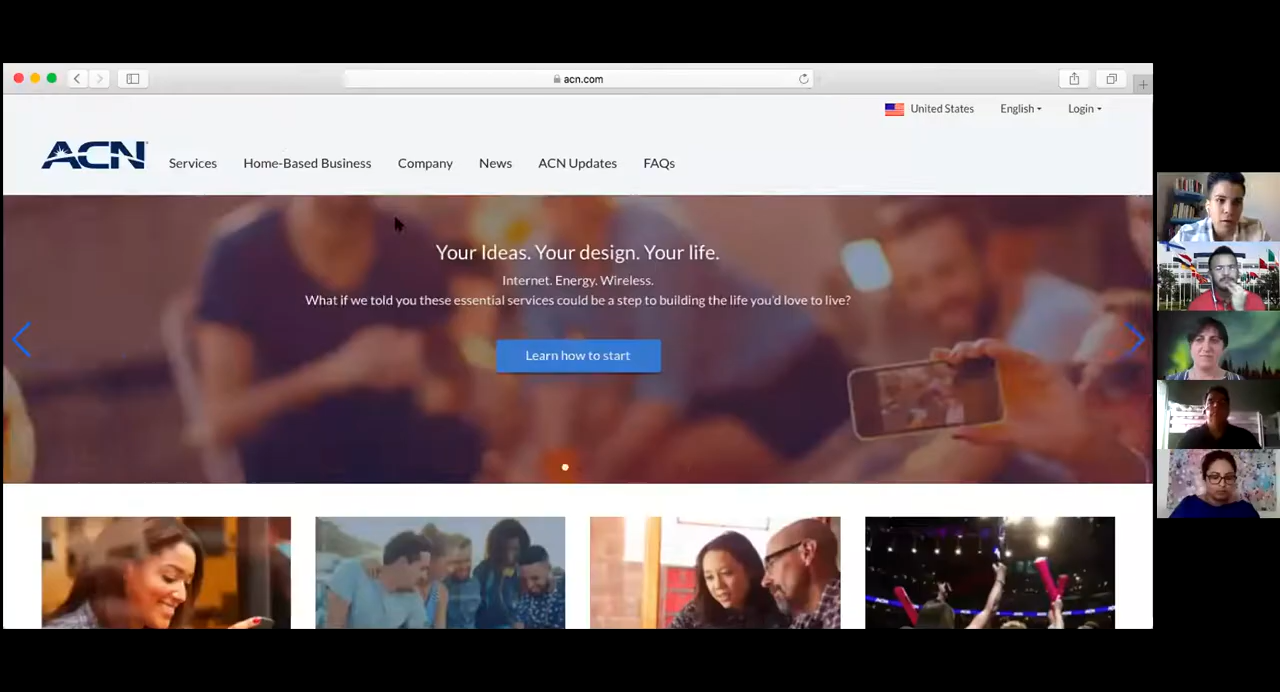 acn.com
United States
English
Login
ACN
Services
Home-Based Business
Company
News
ACN Updates
FAQs
Your Ideas. Your design. Your life.
Internet. Energy. Wireless.
What if we told you these essential services could be a step to building the life you'd love to live?
Learn how to start